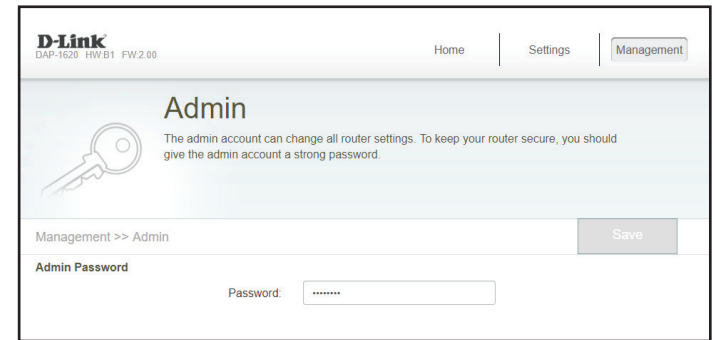 D-Link
DAP-1620 HW:B1 FW:2.00
Home Settings Management
Admin
The admin account can change all router settings. To keep your router secure, you should
give the admin account a strong password.
Management >> Admin Save
Admin Password
Password: ••••••••